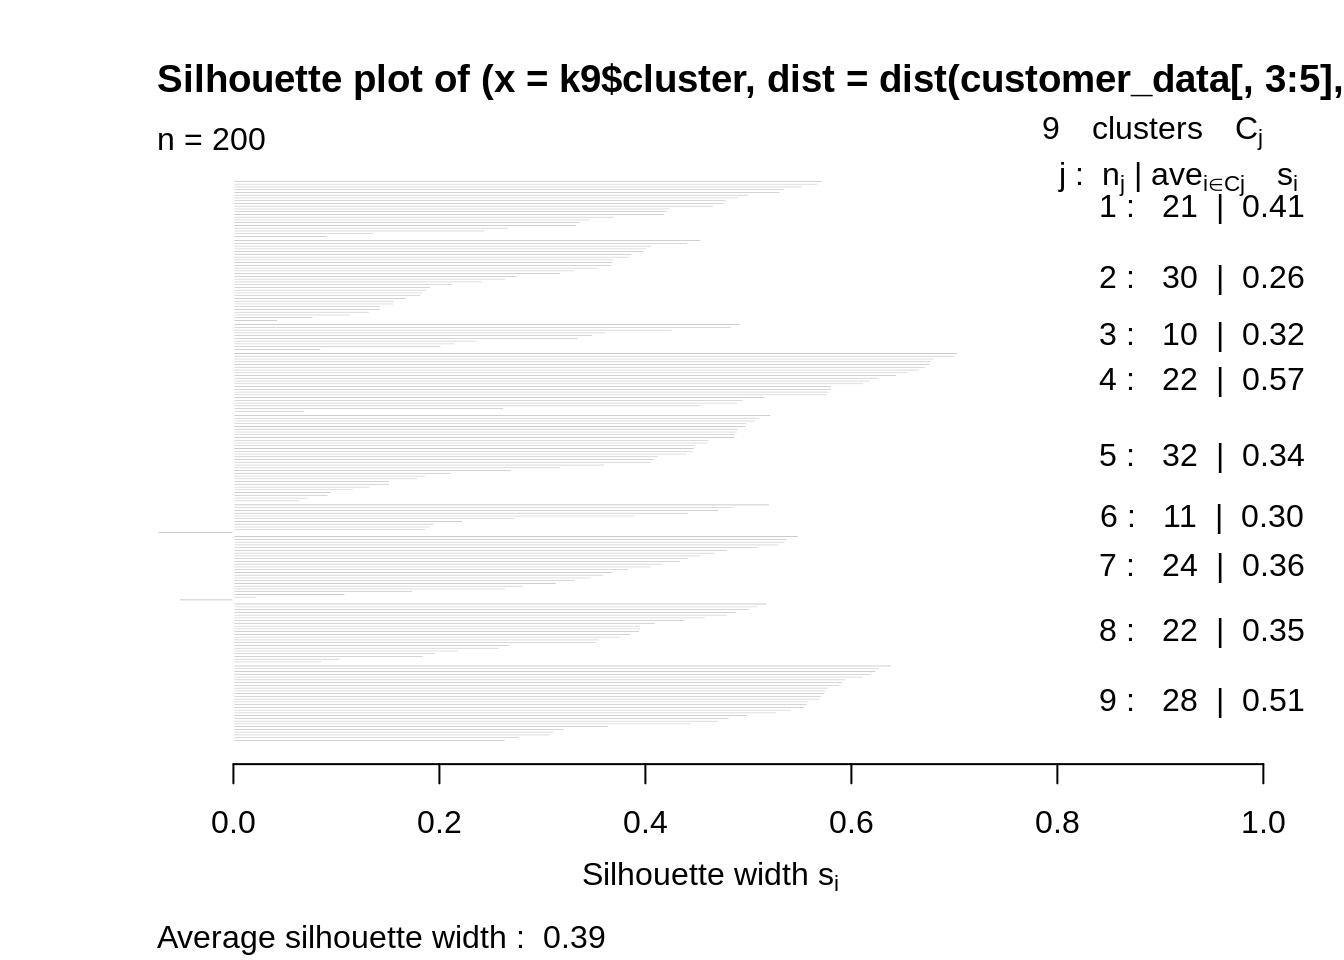 Silhouette plot of (x = k9$cluster, dist = dist(customer_data[, 3:5],
n = 200
9 clusters Cj
j : nj | avei∈Cj si
1 : 21 | 0.41
2 : 30 | 0.26
3 : 10 | 0.32
4 : 22 | 0.57
5 : 32 | 0.34
6 : 11 | 0.30
7 : 24 | 0.36
8 : 22 | 0.35
9 : 28 | 0.51
0.0 0.2 0.4 0.6 0.8 1.0
Silhouette width si
Average silhouette width : 0.39